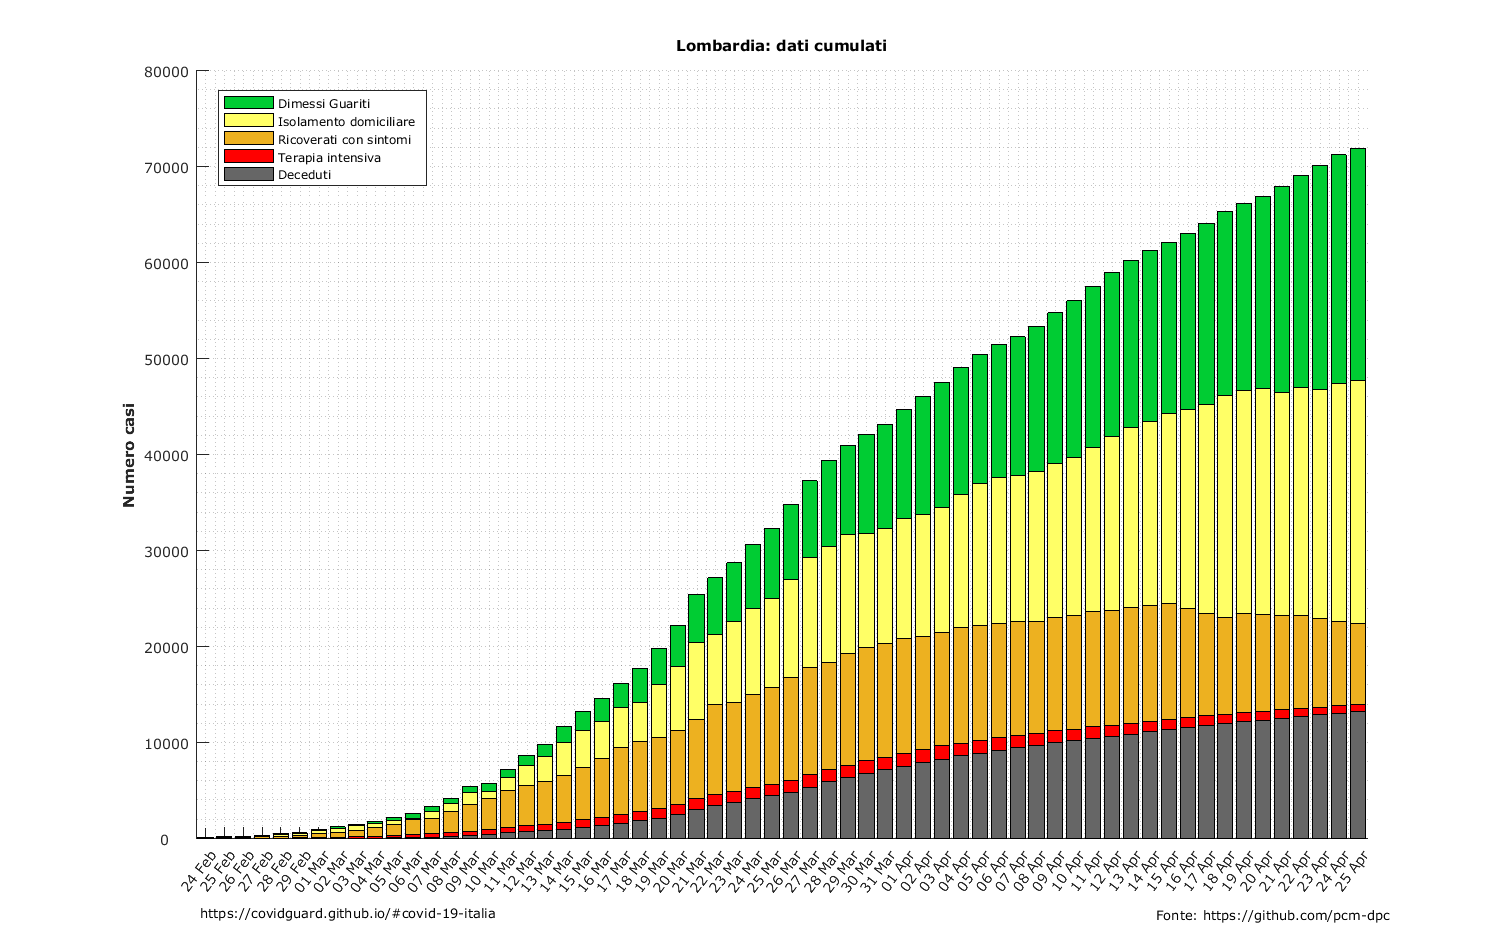 Lombardia: dati cumulati
80000
70000
60000
50000
40000
30000
20000
10000
0
Numero casi
Dimessi Guariti
Isolamento domiciliare
Ricoverati con sintomi
Terapia intensiva
Deceduti
24 Feb
25 Feb
26 Feb
27 Feb
28 Feb
29 Feb
01 Mar
02 Mar
03 Mar
04 Mar
05 Mar
06 Mar
07 Mar
08 Mar
09 Mar
10 Mar
11 Mar
12 Mar
13 Mar
14 Mar
15 Mar
16 Mar
17 Mar
18 Mar
19 Mar
20 Mar
21 Mar
22 Mar
23 Mar
24 Mar
25 Mar
26 Mar
27 Mar
28 Mar
29 Mar
30 Mar
31 Mar
01 Apr
02 Apr
03 Apr
04 Apr
05 Apr
06 Apr
07 Apr
08 Apr
09 Apr
10 Apr
11 Apr
12 Apr
13 Apr
14 Apr
15 Apr
16 Apr
17 Apr
18 Apr
19 Apr
20 Apr
21 Apr
22 Apr
23 Apr
24 Apr
25 Apr
https://covidguard.github.io/#covid-19-italia
Fonte: https://github.com/pcm-dpc